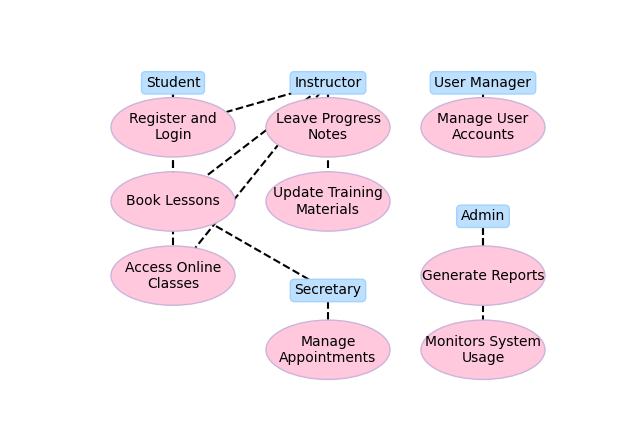 Student
Instructor
User Manager
Register and
Login
Leave Progress
Notes
Manage User
Accounts
Book Lessons
Update Training
Materials
Admin
Access Online
Classes
Secretary
Generate Reports
Manage
Appointments
Monitors System
Usage